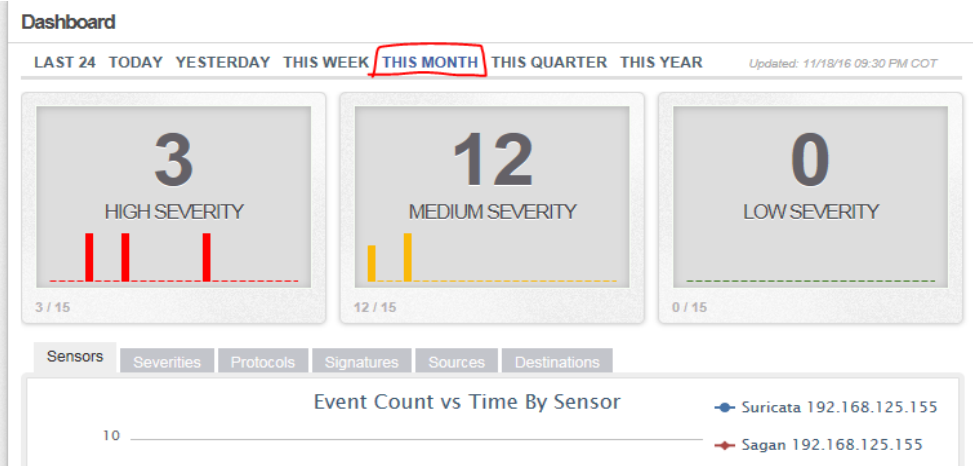 Dashboard
LAST 24 TODAY YESTERDAY THIS WEEK THIS MONTH THIS QUARTER THIS YEAR Updated: 11/18/16 09:30 PM COT
3 12 0
HIGH SEVERITY MEDIUM SEVERITY LOW SEVERITY
3 / 15 12 / 15 0 / 15
Sensors Severities Protocols Signatures Sources Destinations
Event Count vs Time By Sensor
Suricata 192.168.125.155
10
Sagan 192.168.125.155